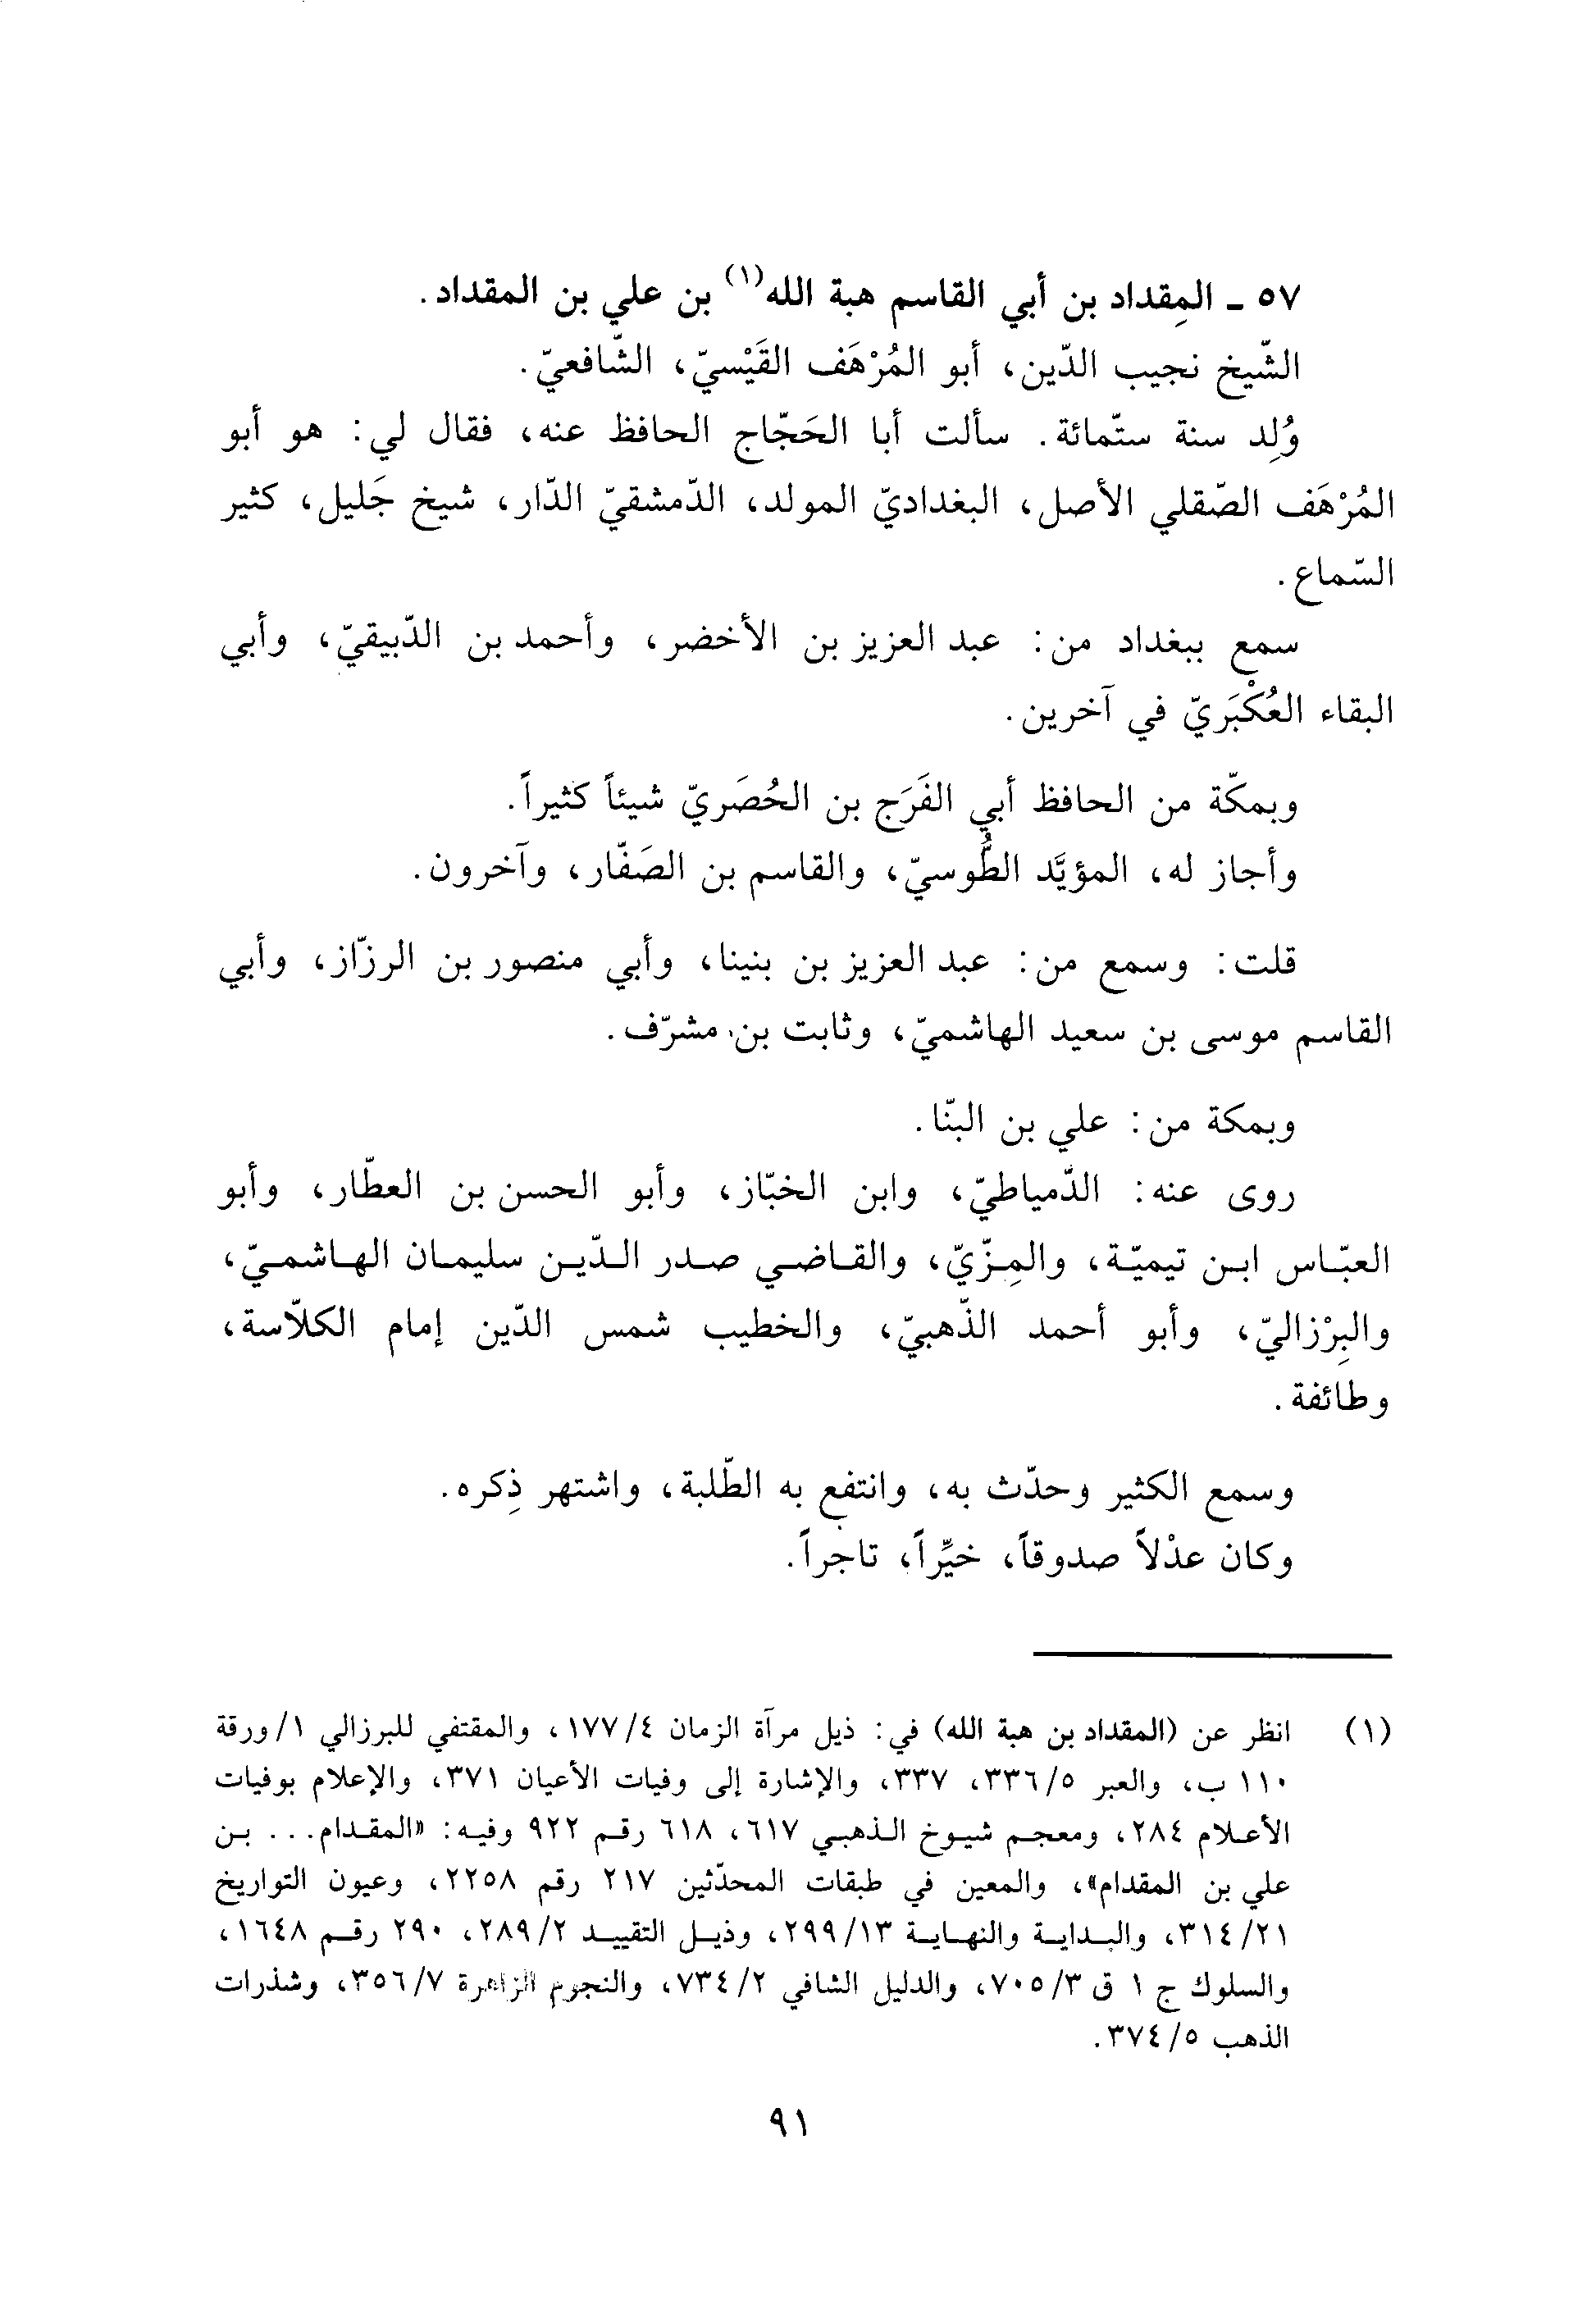 ٥٧ - المِقداد بن أبي القاسم هبة الله(١) بن علي بن المقداد.
الشّيخ نجيب الدّين، أبو المُرْهَف القَيْسيّ، الشّافعيّ.
وُلِد سنة ستّمائة. سألت أبا الحَجّاج الحافظ عنه، فقال لي: هو أبو
المُرْهَف الصّقلي الأصل، البغداديّ المولد، الدّمشقيّ الدّار، شيخ جَليل، كثير
السّماع.
سمع ببغداد من: عبد العزيز بن الأخضر، وأحمد بن الدّبيقيّ، وأبي
البقاء العُكْبَريّ في آخرين.
وبمكّة من الحافظ أبي الفَرَج بن الحُصَريّ شيئاً كثيراً.
وأجاز له، المؤيَّد الطُّوسيّ، والقاسم بن الصَفّار، وآخرون.
قلت: وسمع من: عبد العزيز بن بنينا، وأبي منصور بن الرزّاز، وأبي
القاسم موسى بن سعيد الهاشميّ، وثابت بن مشرّف.
وبمكة من: علي بن البنّا.
روى عنه: الدّمياطيّ، وابن الخبّاز، وأبو الحسن بن العطّار، وأبو
العبّاس ابن تيميّة، والمِزّيّ، والقاضي صدر الدّين سليمان الهاشميّ،
والبِرْزاليّ، وأبو أحمد الذّهبيّ، والخطيب شمس الدّين إمام الكلاّسة،
وطائفة.
وسمع الكثير وحدّث به، وانتفع به الطّلبة، واشتهر ذِكره.
وكان عدْلاً صدوقاً، خيِّراً، تاجراً.
(١) انظر عن (المقداد بن هبة الله) في: ذيل مرآة الزمان ١٧٧/٤، والمقتفي للبرزالي ١/ورقة
١١٠ ب، والعبر ٣٣٦/٥، ٣٣٧، والإشارة إلى وفيات الأعيان ٣٧١، والإعلام بوفيات
الأعلام ٢٨٤، ومعجم شيوخ الذهبي ٦١٧، ٦١٨ رقم ٩٢٢ وفيه: «المقدام... بن
علي بن المقدام»، والمعين في طبقات المحدّثين ٢١٧ رقم ٢٢٥٨، وعيون التواريخ
٣١٤/٢١، والبداية والنهاية ٢٩٩/١٣، وذيل التقييد ٢٨٩/٢، ٢٩٠ رقم ١٦٤٨،
والسلوك ج ١ ق ٧٠٥/٣، والدليل الشافي ٧٣٤/٢، والنجوم الزاهرة ٣٥٦/٧، وشذرات
الذهب ٣٧٤/٥.
٩١